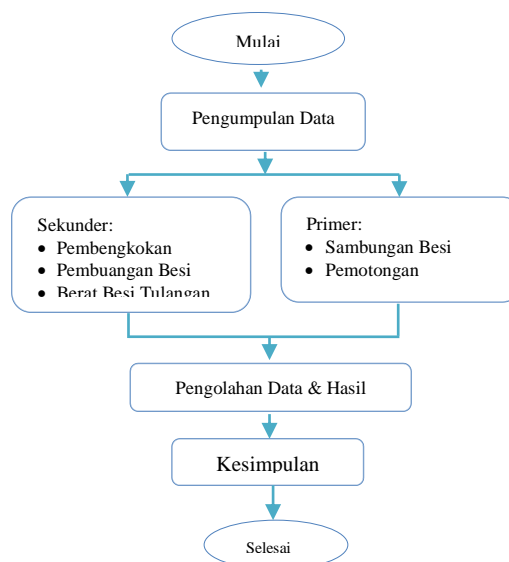 Mulai
Pengumpulan Data
Sekunder:
• Pembengkokan
• Pembuangan Besi
• Berat Besi Tulangan
Primer:
• Sambungan Besi
• Pemotongan
Pengolahan Data & Hasil
Kesimpulan
Selesai